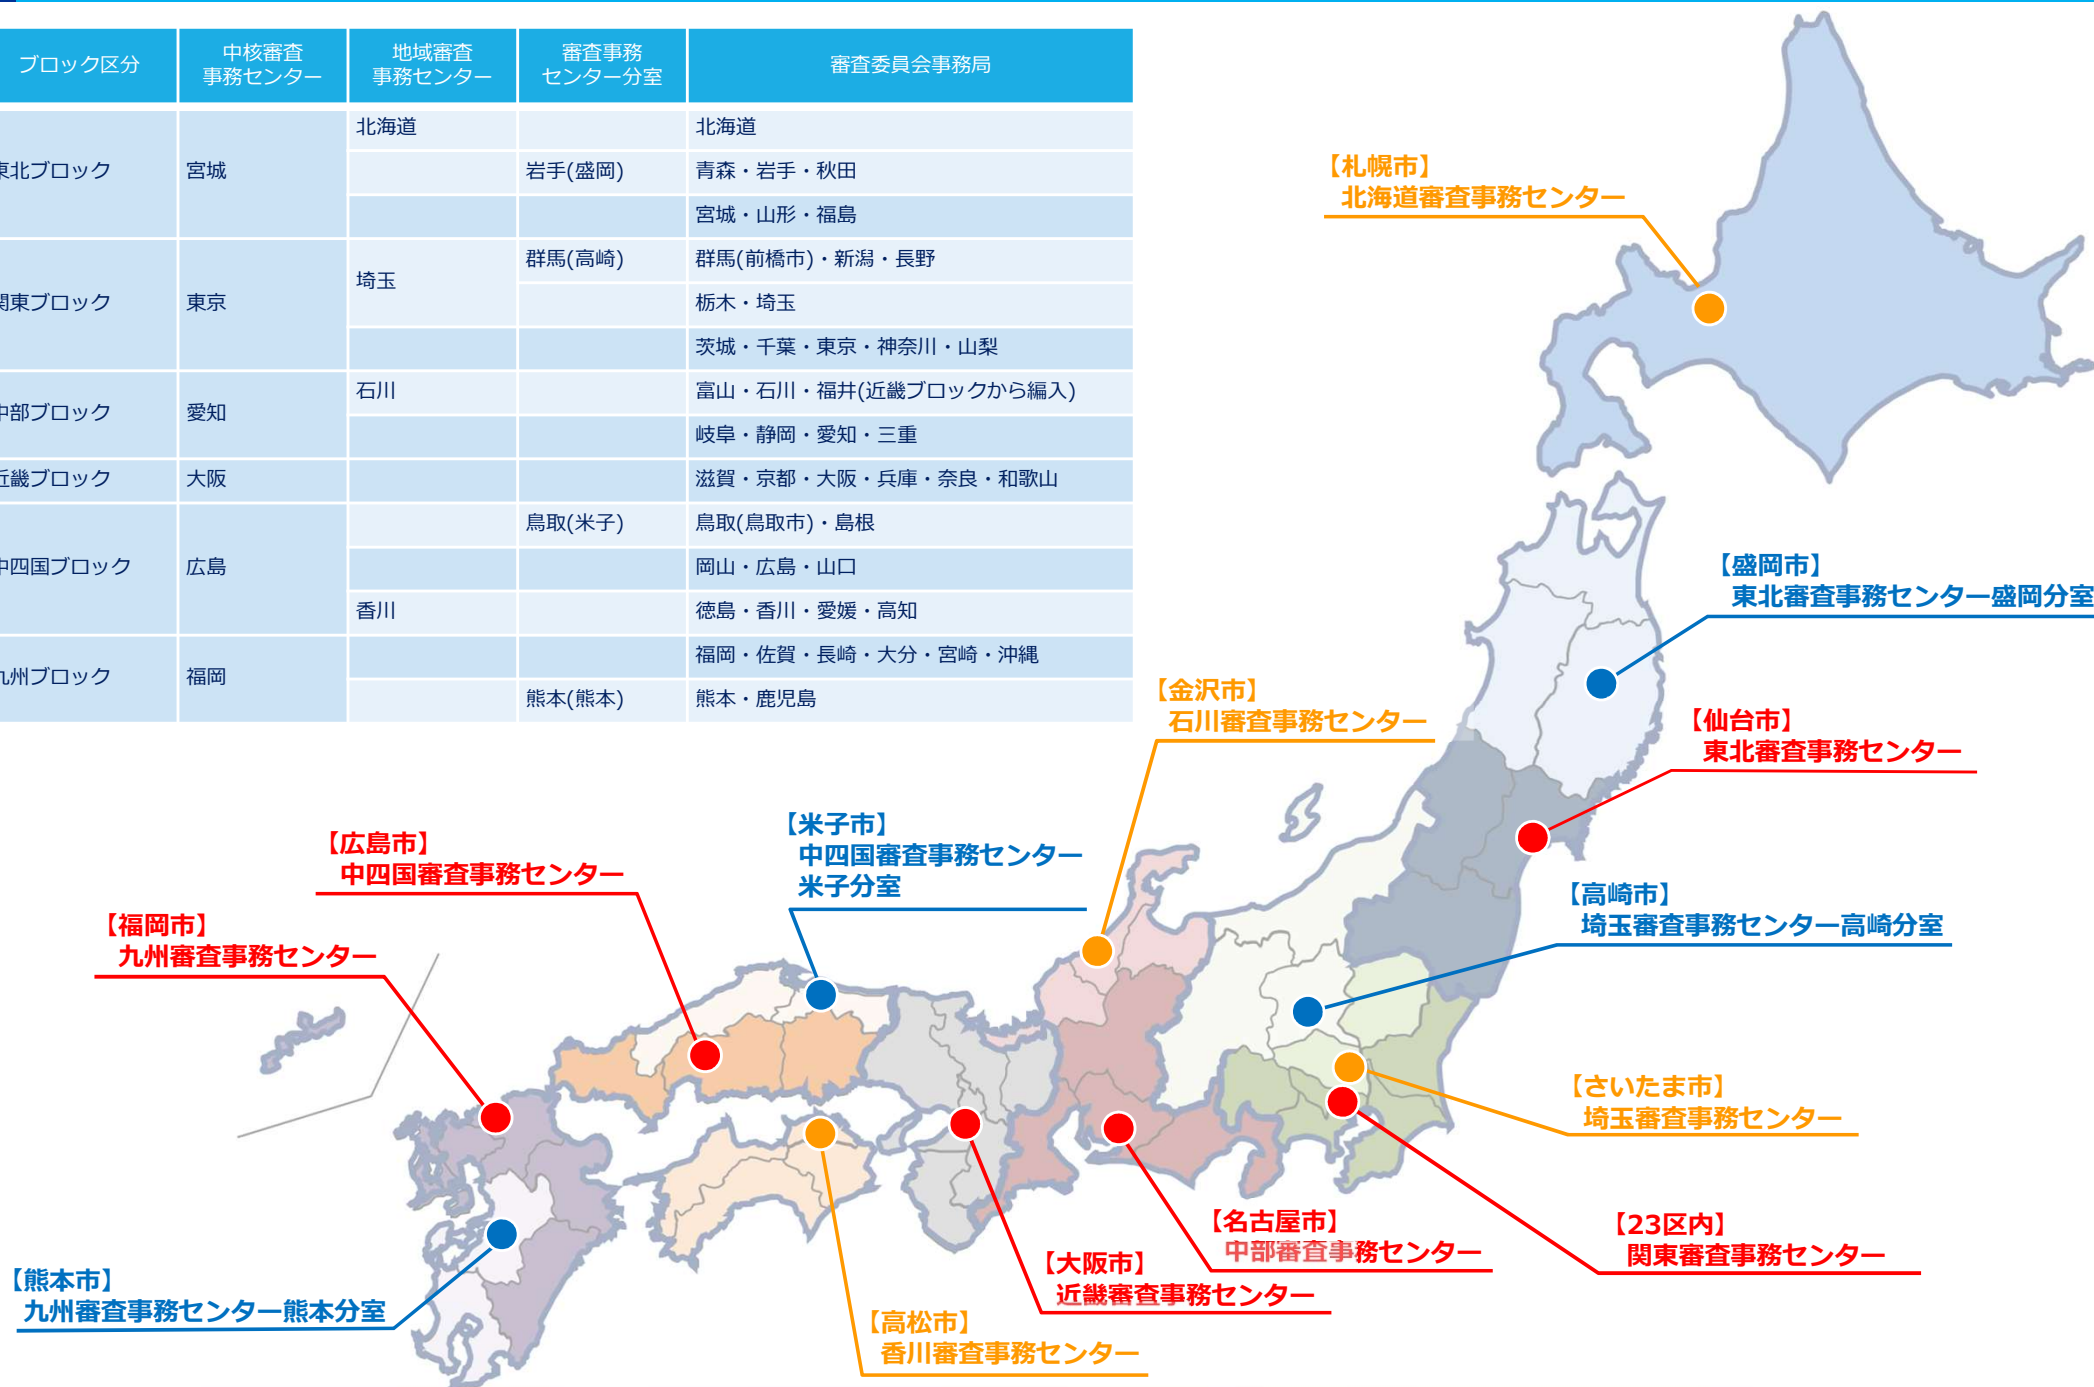 ブロック区分
中核審査
事務センター
地域審査
事務センター
審査事務
センター分室
審査委員会事務局
東北ブロック
宮城
北海道
北海道
岩手(盛岡)
青森・岩手・秋田
宮城・山形・福島
関東ブロック
東京
埼玉
群馬(高崎)
群馬(前橋市)・新潟・長野
栃木・埼玉
茨城・千葉・東京・神奈川・山梨
中部ブロック
愛知
石川
富山・石川・福井(近畿ブロックから編入)
岐阜・静岡・愛知・三重
近畿ブロック
大阪
滋賀・京都・大阪・兵庫・奈良・和歌山
中四国ブロック
広島
鳥取(米子)
鳥取(鳥取市)・島根
岡山・広島・山口
香川
徳島・香川・愛媛・高知
九州ブロック
福岡
福岡・佐賀・長崎・大分・宮崎・沖縄
熊本(熊本)
熊本・鹿児島
【札幌市】
北海道審査事務センター
【盛岡市】
東北審査事務センター盛岡分室
【金沢市】
石川審査事務センター
【仙台市】
東北審査事務センター
【米子市】
中四国審査事務センター
米子分室
【広島市】
中四国審査事務センター
【高崎市】
埼玉審査事務センター高崎分室
【福岡市】
九州審査事務センター
【さいたま市】
埼玉審査事務センター
【名古屋市】
中部審査事務センター
【23区内】
関東審査事務センター
【大阪市】
近畿審査事務センター
【熊本市】
九州審査事務センター熊本分室
【高松市】
香川審査事務センター